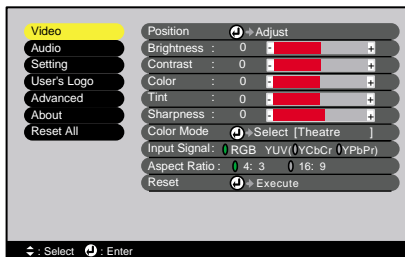 Video
Audio
Setting
User's Logo
Advanced
About
Reset All
Position Adjust
Brightness : 0 - +
Contrast : 0 - +
Color : 0 - +
Tint : 0 - +
Sharpness : 0 - +
Color Mode Select [Theatre ]
Input Signal: RGB YUV( YCbCr YPbPr)
Aspect Ratio : 4: 3 16: 9
Reset Execute
: Select : Enter